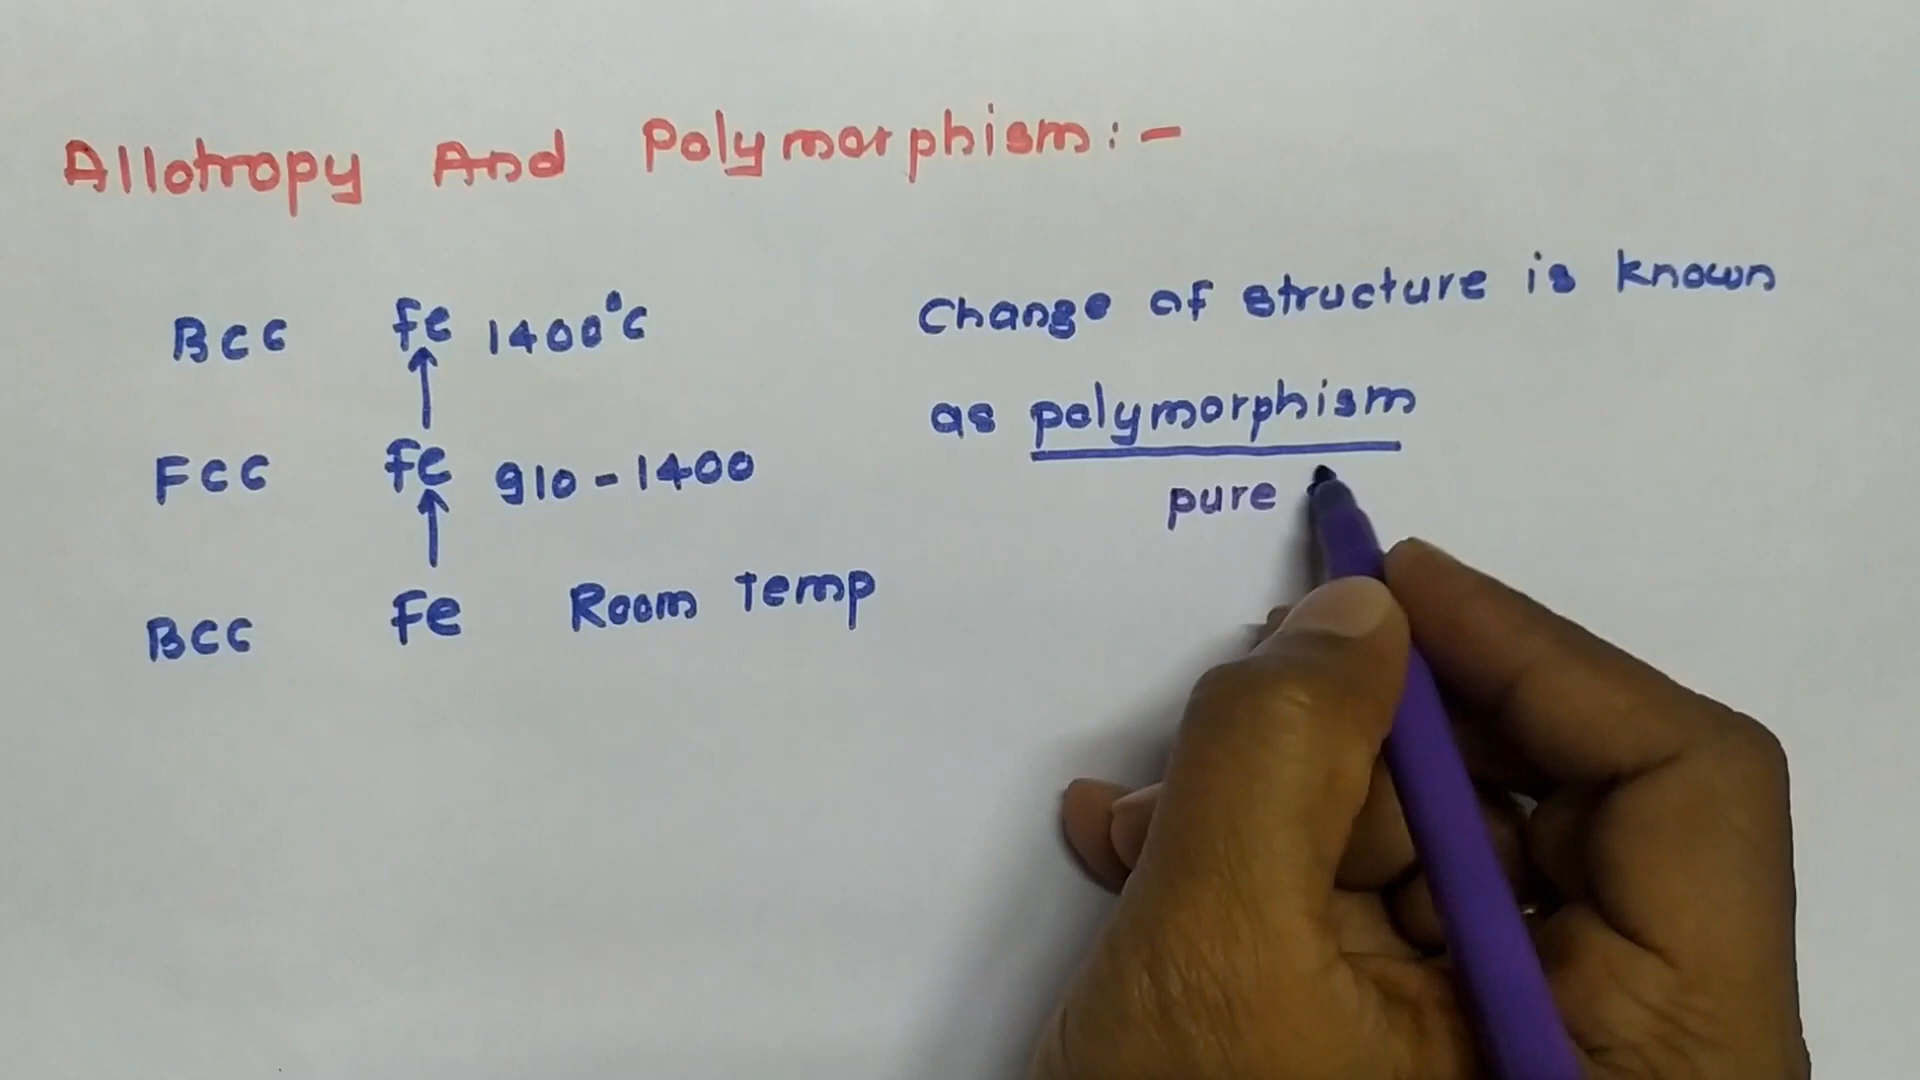 Allotropy And Polymorphism:-
BCC fe 1400°C
FCC fe 910-1400
BCC Fe Room Temp
Change of structure is known
as polymorphism
pure